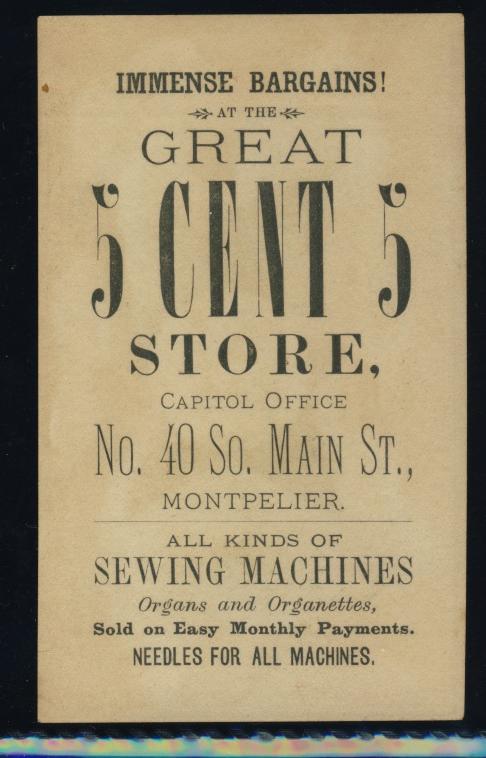 IMMENSE BARGAINS!
AT THE
GREAT
5 CENT 5
STORE,
CAPITOL OFFICE
No. 40 So. MAIN ST.,
MONTPELIER.
ALL KINDS OF
SEWING MACHINES
Organs and Organettes,
Sold on Easy Monthly Payments.
NEEDLES FOR ALL MACHINES.